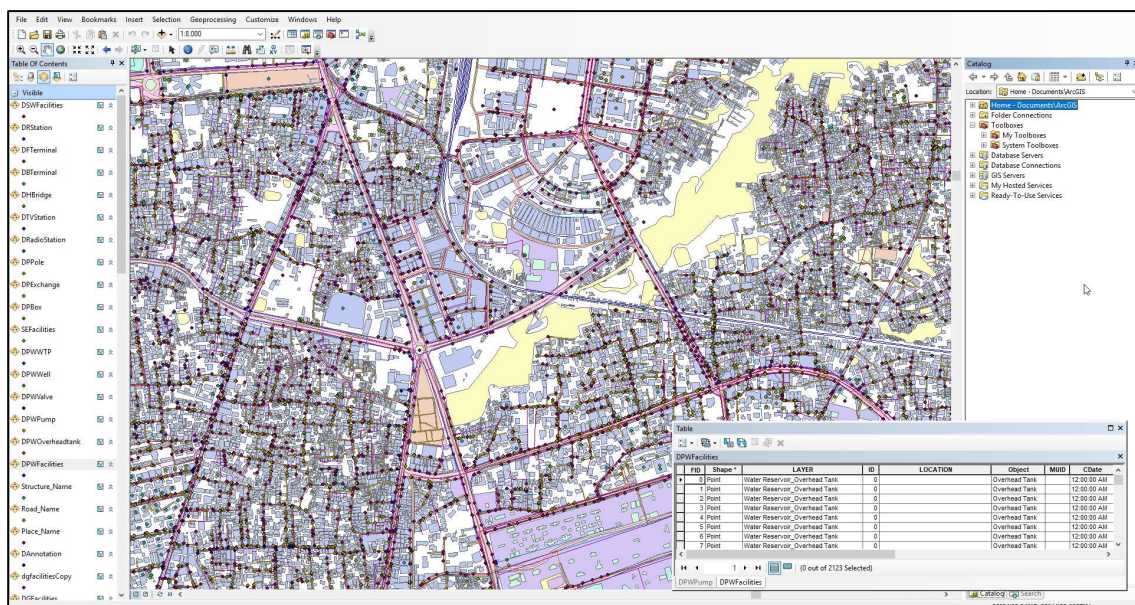 File Edit View Bookmarks Insert Selection Geoprocessing Customize Windows Help
1:8,000
Table Of Contents
Visible
DSWFacilities
DRStation
DFTerminal
DBTerminal
DHBridge
DTVStation
DRadioStation
DPPole
DPExchange
DPBox
SEFacilities
DPWWTP
DPWWell
DPWValve
DPWPump
DPWOverheadtank
DPWFacilities
Structure_Name
Road_Name
Place_Name
DAnnotation
dgfacilitiesCopy
DGFacilities
Catalog
Location: Home - Documents\ArcGIS
Home - Documents\ArcGIS
Folder Connections
Toolboxes
My Toolboxes
System Toolboxes
Database Servers
Database Connections
GIS Servers
My Hosted Services
Ready-To-Use Services
Table
DPWFacilities
FID Shape * LAYER ID LOCATION Object MUID CDate
0 Point Water Reservoir_Overhead Tank 0 Overhead Tank 12:00:00 AM
1 Point Water Reservoir_Overhead Tank 0 Overhead Tank 12:00:00 AM
2 Point Water Reservoir_Overhead Tank 0 Overhead Tank 12:00:00 AM
3 Point Water Reservoir_Overhead Tank 0 Overhead Tank 12:00:00 AM
4 Point Water Reservoir_Overhead Tank 0 Overhead Tank 12:00:00 AM
5 Point Water Reservoir_Overhead Tank 0 Overhead Tank 12:00:00 AM
6 Point Water Reservoir_Overhead Tank 0 Overhead Tank 12:00:00 AM
7 Point Water Reservoir_Overhead Tank 0 Overhead Tank 12:00:00 AM
1 (0 out of 2123 Selected)
DPWPump DPWFacilities
Catalog Search